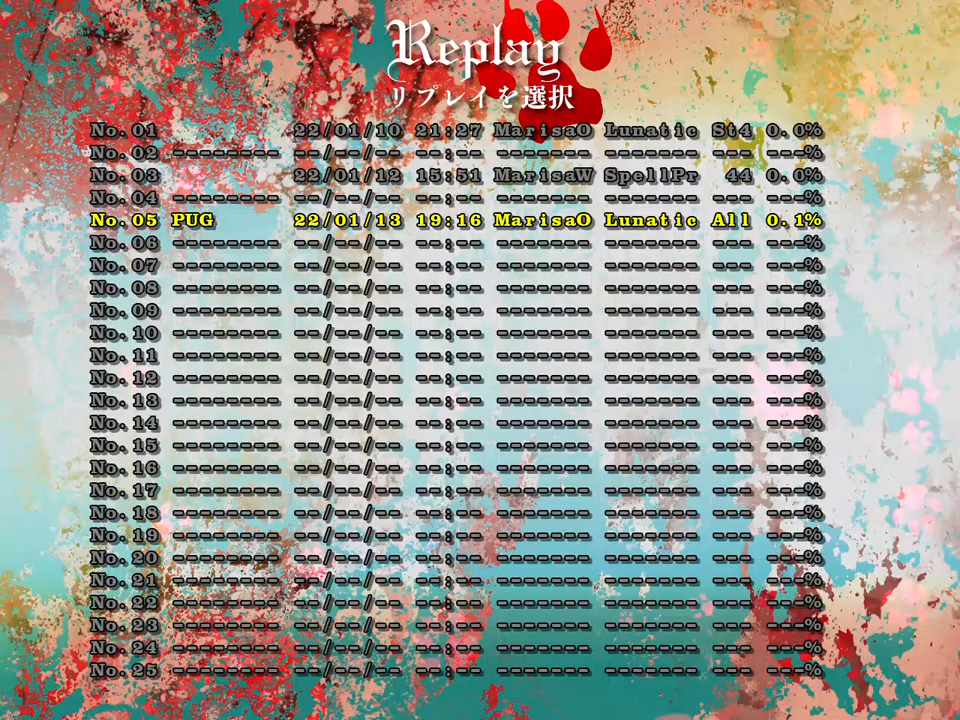 Replay
リプレイを選択
No.01 22/01/10 21:27 MarisaO Lunatic St4 0.0%
No.02 -------- --/--/-- --:-- ------- ------- --- ---%
No.03 22/01/12 15:51 MarisaW SpellPr 44 0.0%
No.04 -------- --/--/-- --:-- ------- ------- --- ---%
No.05 PUG 22/01/13 19:16 MarisaO Lunatic All 0.1%
No.06 -------- --/--/-- --:-- ------- ------- --- ---%
No.07 -------- --/--/-- --:-- ------- ------- --- ---%
No.08 -------- --/--/-- --:-- ------- ------- --- ---%
No.09 -------- --/--/-- --:-- ------- ------- --- ---%
No.10 -------- --/--/-- --:-- ------- ------- --- ---%
No.11 -------- --/--/-- --:-- ------- ------- --- ---%
No.12 -------- --/--/-- --:-- ------- ------- --- ---%
No.13 -------- --/--/-- --:-- ------- ------- --- ---%
No.14 -------- --/--/-- --:-- ------- ------- --- ---%
No.15 -------- --/--/-- --:-- ------- ------- --- ---%
No.16 -------- --/--/-- --:-- ------- ------- --- ---%
No.17 -------- --/--/-- --:-- ------- ------- --- ---%
No.18 -------- --/--/-- --:-- ------- ------- --- ---%
No.19 -------- --/--/-- --:-- ------- ------- --- ---%
No.20 -------- --/--/-- --:-- ------- ------- --- ---%
No.21 -------- --/--/-- --:-- ------- ------- --- ---%
No.22 -------- --/--/-- --:-- ------- ------- --- ---%
No.23 -------- --/--/-- --:-- ------- ------- --- ---%
No.24 -------- --/--/-- --:-- ------- ------- --- ---%
No.25 -------- --/--/-- --:-- ------- ------- --- ---%